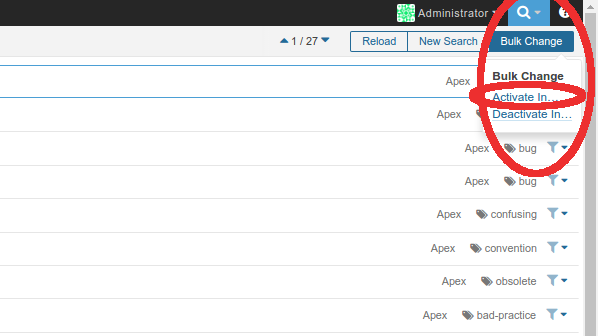 Administrator
1 / 27
Reload
New Search
Bulk Change
Bulk Change
Activate In...
Deactivate In...
Apex
Apex
Apex bug
Apex bug
Apex confusing
Apex convention
Apex obsolete
Apex bad-practice